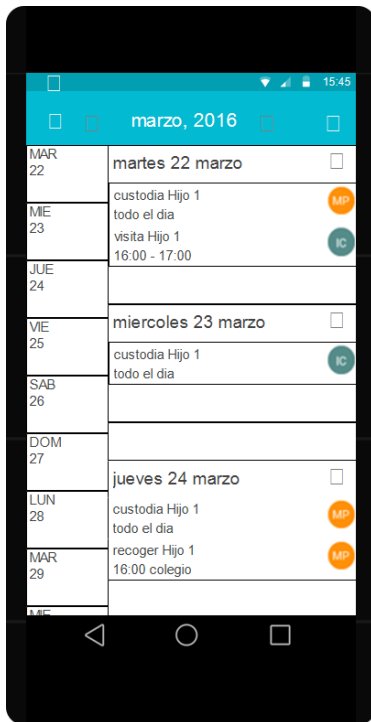 15:45
marzo, 2016
MAR
22
MIE
23
JUE
24
VIE
25
SAB
26
DOM
27
LUN
28
MAR
29
MIE
martes 22 marzo
custodia Hijo 1
todo el dia
MP
visita Hijo 1
16:00 - 17:00
IC
miercoles 23 marzo
custodia Hijo 1
todo el dia
IC
jueves 24 marzo
custodia Hijo 1
todo el dia
MP
recoger Hijo 1
16:00 colegio
MP